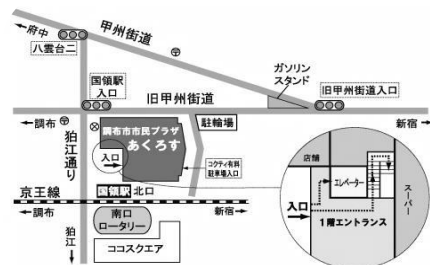 府中
甲州街道
八雲台二
国領駅
入口
ガソリン
スタンド
旧甲州街道
旧甲州街道入口
調布
新宿
狛江通り
調布市市民プラザ
あくろす
入口
駐輪場
コクティ有料
駐車場入口
店舗
エレベーター
スーパー
入口
1階エントランス
京王線
国領駅
北口
調布
南口
ロータリー
新宿
狛江
ココスクエア